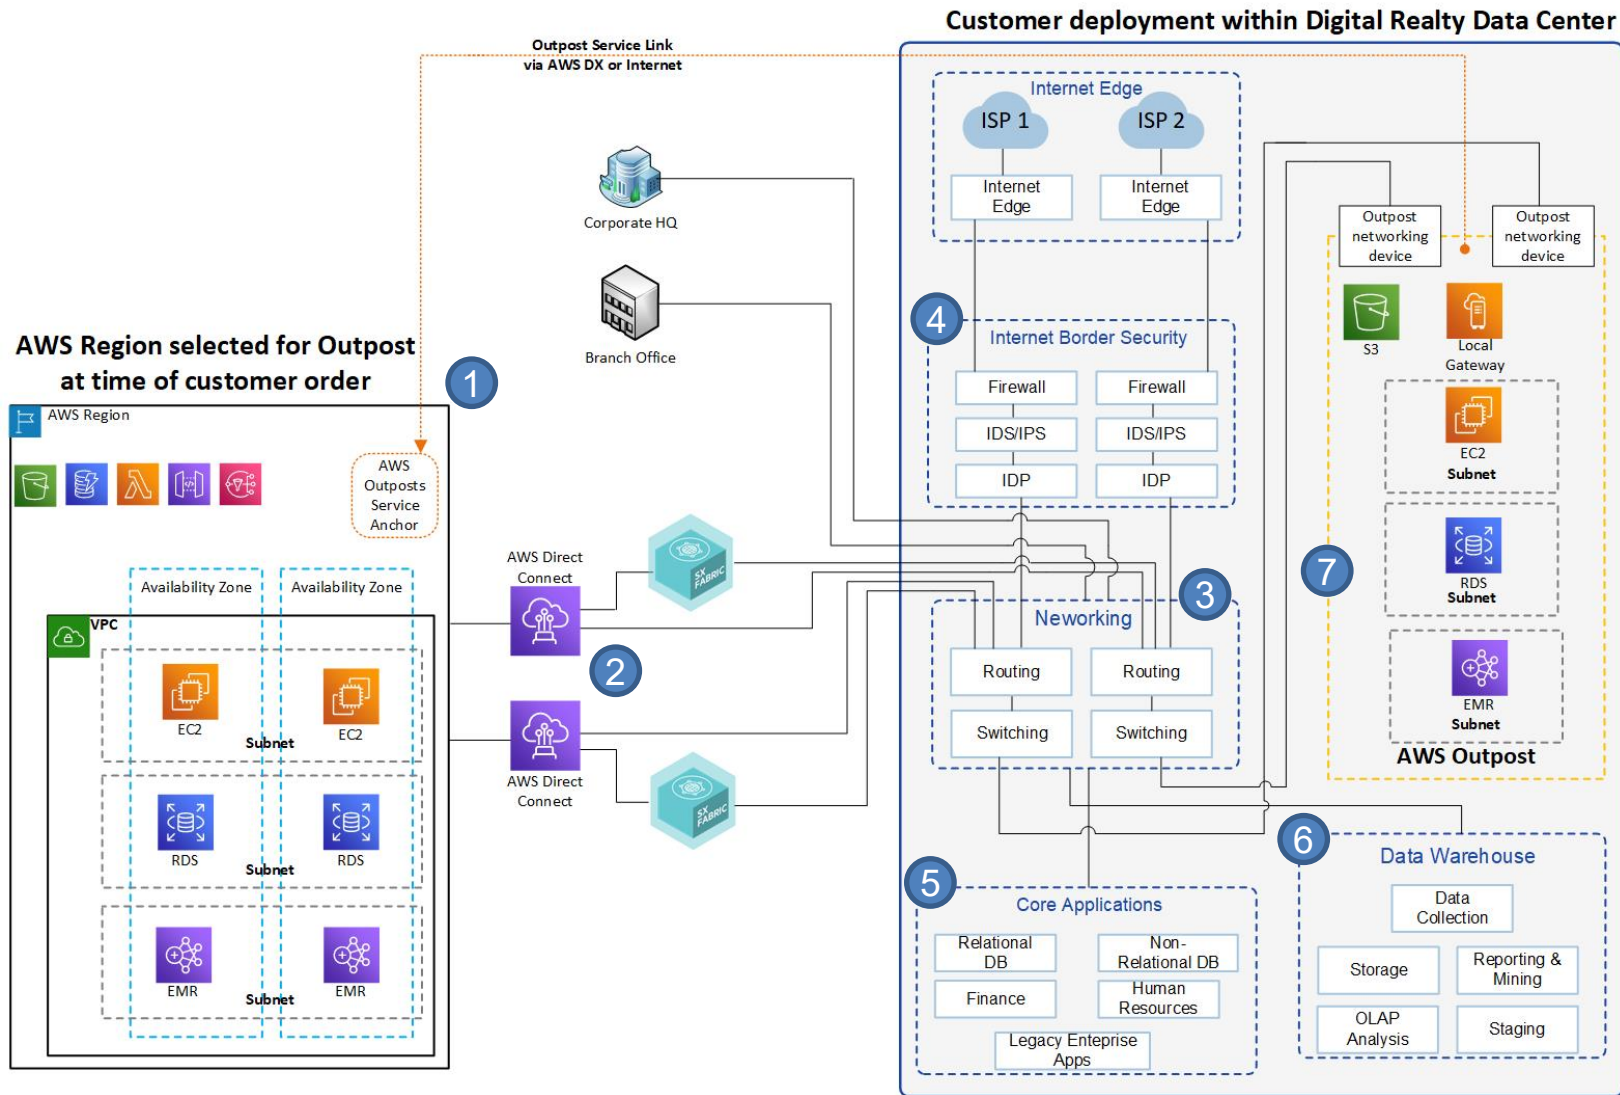 Customer deployment within Digital Realty Data Center
Outpost Service Link
via AWS DX or Internet
Internet Edge
ISP 1
ISP 2
Internet
Edge
Internet
Edge
Corporate HQ
Branch Office
Outpost
networking
device
Outpost
networking
device
S3
Local
Gateway
EC2
Subnet
RDS
Subnet
EMR
Subnet
AWS Outpost
7
4
Internet Border Security
Firewall
Firewall
IDS/IPS
IDS/IPS
IDP
IDP
AWS Region selected for Outpost
at time of customer order
1
AWS Region
AWS
Outposts
Service
Anchor
Availability Zone
Availability Zone
VPC
EC2
EC2
Subnet
RDS
RDS
Subnet
EMR
EMR
Subnet
AWS Direct
Connect
SX
FABRIC
2
AWS Direct
Connect
SX
FABRIC
3
Neworking
Routing
Routing
Switching
Switching
5
Core Applications
Relational
DB
Non-
Relational DB
Finance
Human
Resources
Legacy Enteprise
Apps
6
Data Warehouse
Data
Collection
Storage
Reporting &
Mining
OLAP
Analysis
Staging